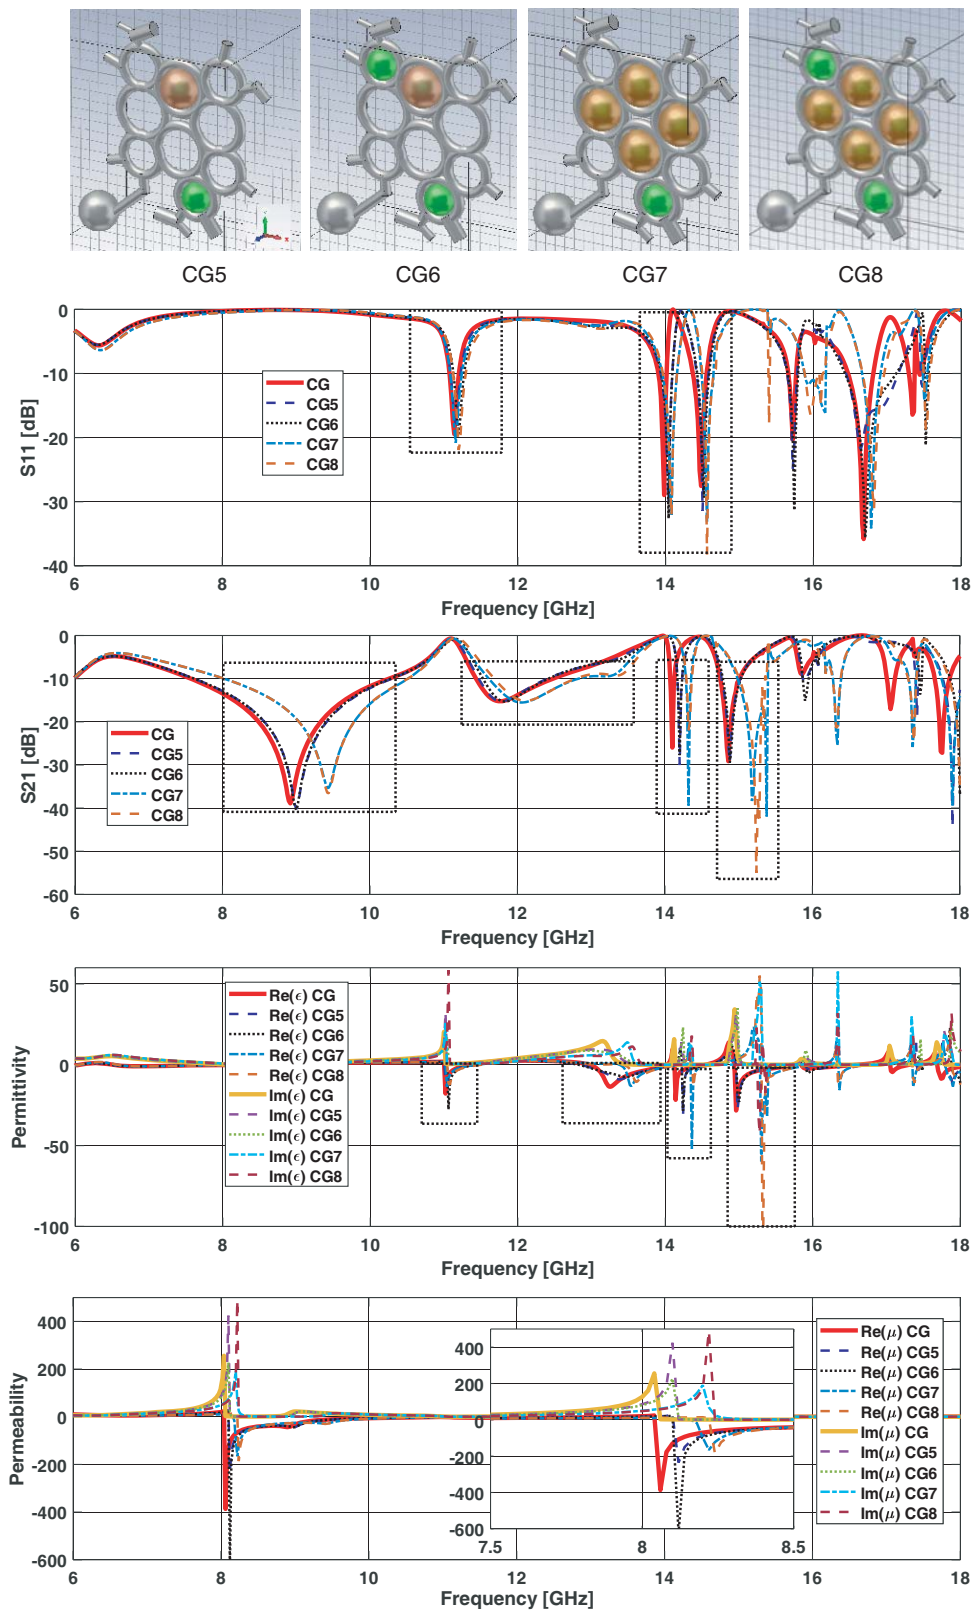 CG5 CG6 CG7 CG8
0
-10
-20
-30
-40
S11 [dB]
CG
CG5
CG6
CG7
CG8
6 8 10 12 14 16 18
Frequency [GHz]
0
-10
-20
-30
-40
-50
-60
S21 [dB]
CG
CG5
CG6
CG7
CG8
6 8 10 12 14 16 18
Frequency [GHz]
50
0
-50
-100
Permittivity
Re(ϵ) CG
Re(ϵ) CG5
Re(ϵ) CG6
Re(ϵ) CG7
Re(ϵ) CG8
Im(ϵ) CG
Im(ϵ) CG5
Im(ϵ) CG6
Im(ϵ) CG7
Im(ϵ) CG8
6 8 10 12 14 16 18
Frequency [GHz]
400
200
0
-200
-400
-600
Permeability
400
200
0
-200
-400
-600
7.5 8 8.5
Re(μ) CG
Re(μ) CG5
Re(μ) CG6
Re(μ) CG7
Re(μ) CG8
Im(μ) CG
Im(μ) CG5
Im(μ) CG6
Im(μ) CG7
Im(μ) CG8
6 8 10 12 14 16 18
Frequency [GHz]